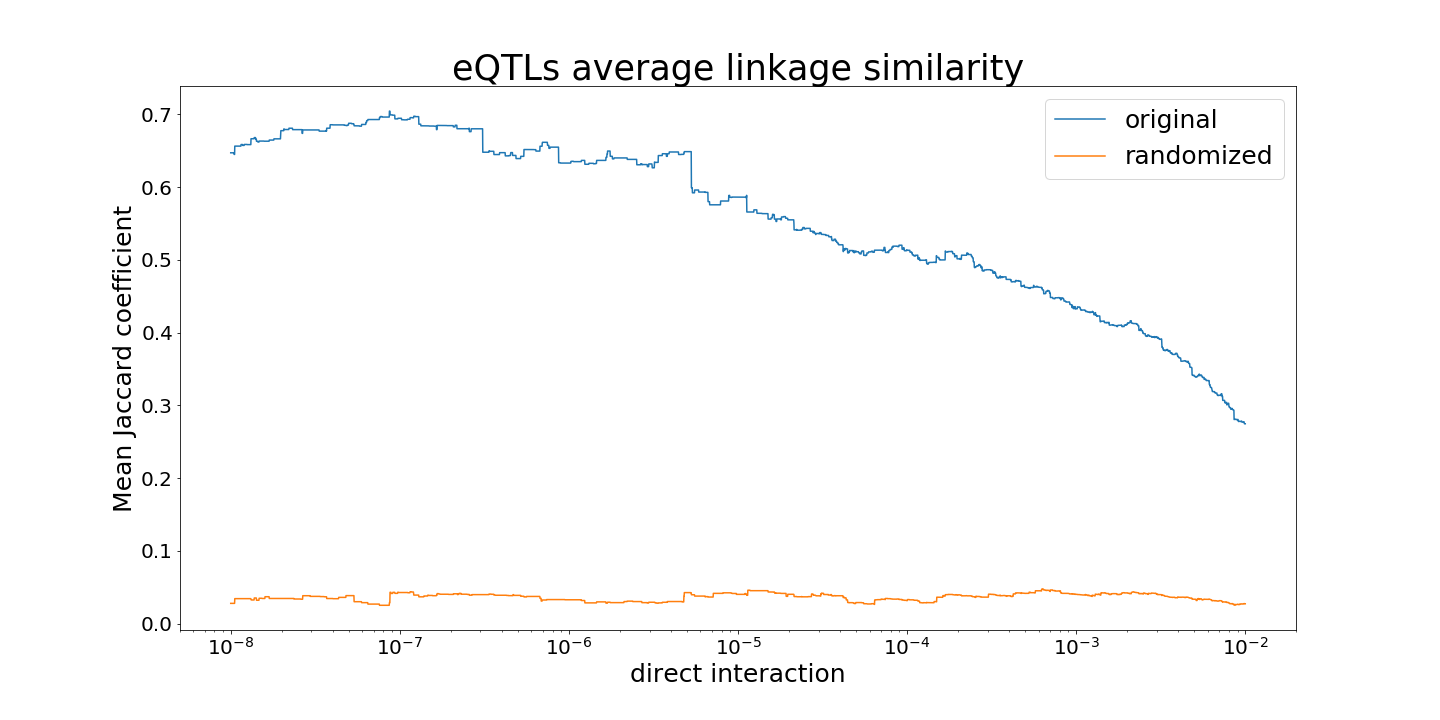 eQTLs average linkage similarity
original
randomized
Mean Jaccard coefficient
0.7
0.6
0.5
0.4
0.3
0.2
0.1
0.0
10⁻⁸ 10⁻⁷ 10⁻⁶ 10⁻⁵ 10⁻⁴ 10⁻³ 10⁻²
direct interaction